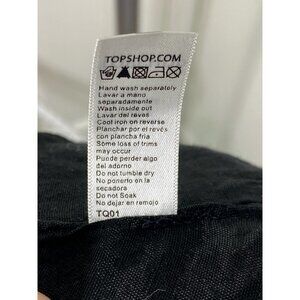 TOPSHOP.COM
Hand wash separately
Lavar a mano
separadamente
Wash inside out
Lavar del revés
Cool iron on reverse
Planchar por el revés
con plancha fria
Some loss of trims
may occur
Puede perder algo
del adorno
Do not tumble dry
No ponerlo en la
secadora
Do not Soak
No dejar en remojo
TQ01